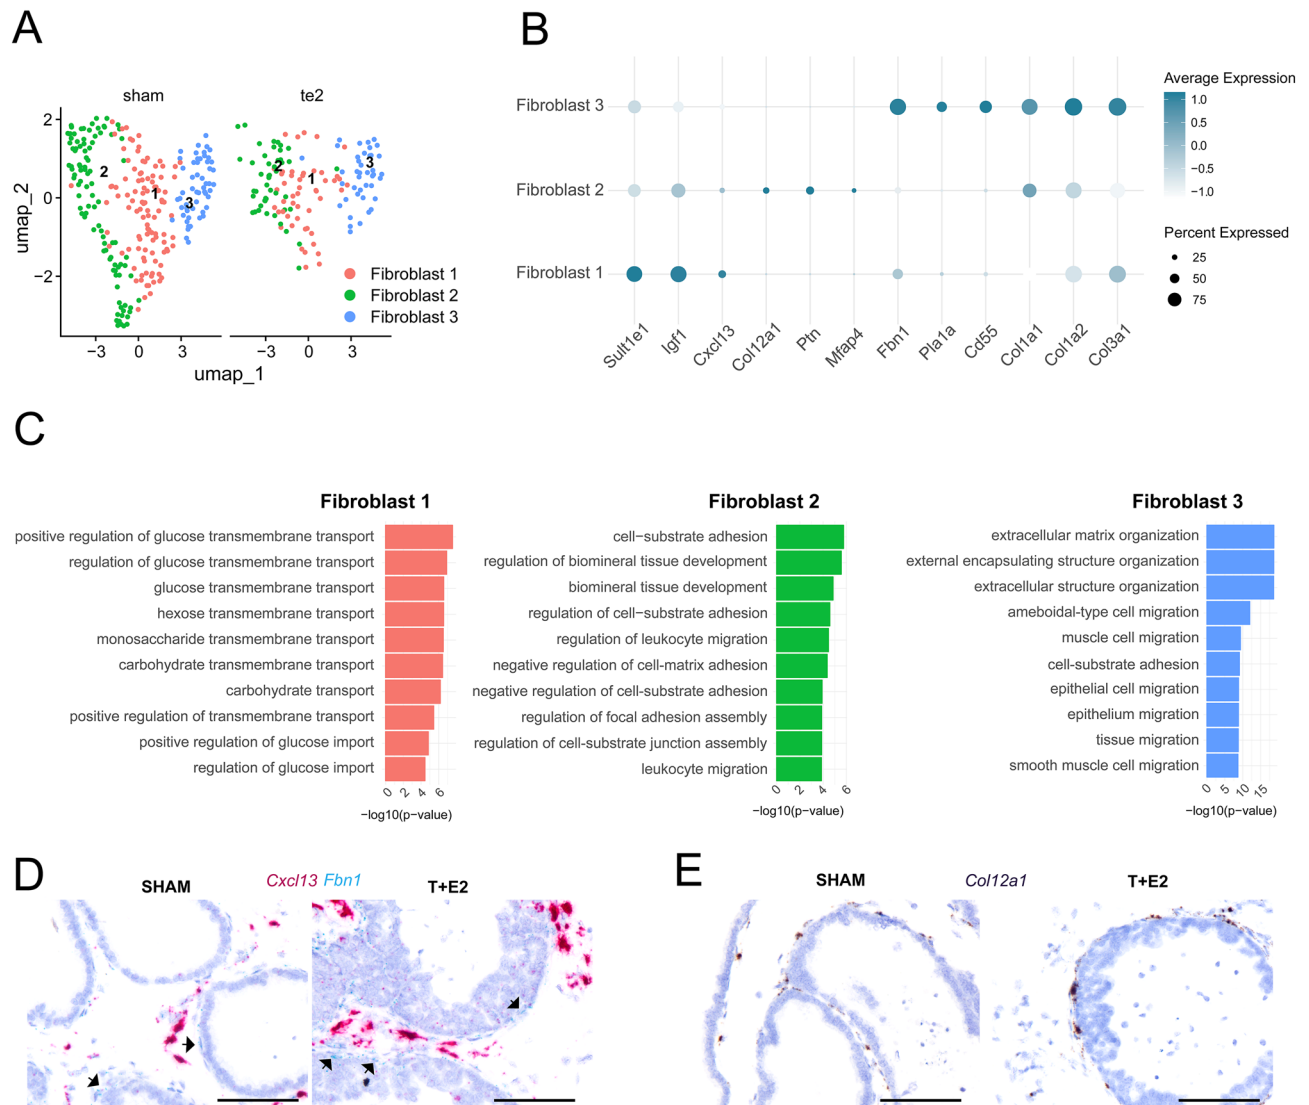 A
sham te2
umap_2
2
0
−2
2
1
3
2
1
3
Fibroblast 1
Fibroblast 2
Fibroblast 3
−3 0 3 −3 0 3
umap_1
B
Fibroblast 3
Fibroblast 2
Fibroblast 1
Sult1e1 Igf1 Cxcl13 Col12a1 Ptn Mfap4 Fbn1 Pla1a Cd55 Col1a1 Col1a2 Col3a1
Average Expression
1.0
0.5
0.0
−0.5
−1.0
Percent Expressed
25
50
75
C
Fibroblast 1
positive regulation of glucose transmembrane transport
regulation of glucose transmembrane transport
glucose transmembrane transport
hexose transmembrane transport
monosaccharide transmembrane transport
carbohydrate transmembrane transport
carbohydrate transport
positive regulation of transmembrane transport
positive regulation of glucose import
regulation of glucose import
0 2 4 6
−log10(p−value)
Fibroblast 2
cell−substrate adhesion
regulation of biomineral tissue development
biomineral tissue development
regulation of cell−substrate adhesion
regulation of leukocyte migration
negative regulation of cell-matrix adhesion
negative regulation of cell-substrate adhesion
regulation of focal adhesion assembly
regulation of cell-substrate junction assembly
leukocyte migration
0 2 4 6
−log10(p−value)
Fibroblast 3
extracellular matrix organization
external encapsulating structure organization
extracellular structure organization
ameboidal-type cell migration
muscle cell migration
cell-substrate adhesion
epithelial cell migration
epithelium migration
tissue migration
smooth muscle cell migration
0 5 10 15
−log10(p−value)
D
SHAM Cxcl13 Fbn1 T+E2
E
SHAM Col12a1 T+E2